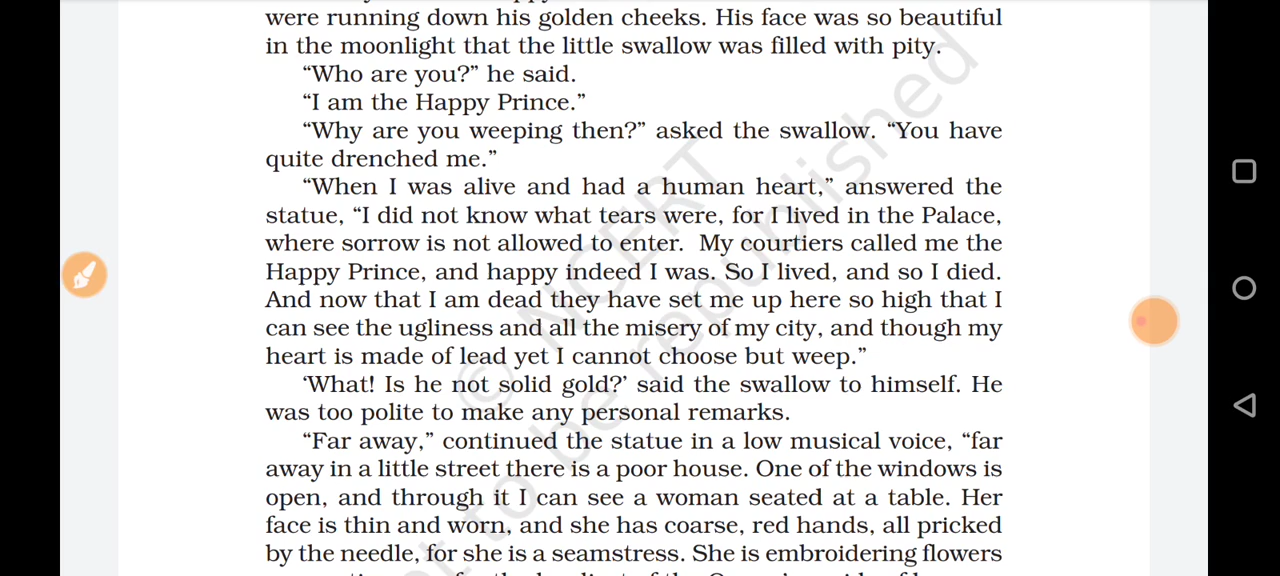 were running down his golden cheeks. His face was so beautiful
in the moonlight that the little swallow was filled with pity.
“Who are you?” he said.
“I am the Happy Prince.”
“Why are you weeping then?” asked the swallow. “You have
quite drenched me.”
“When I was alive and had a human heart,” answered the
statue, “I did not know what tears were, for I lived in the Palace,
where sorrow is not allowed to enter.  My courtiers called me the
Happy Prince, and happy indeed I was. So I lived, and so I died.
And now that I am dead they have set me up here so high that I
can see the ugliness and all the misery of my city, and though my
heart is made of lead yet I cannot choose but weep.”
‘What! Is he not solid gold?’ said the swallow to himself. He
was too polite to make any personal remarks.
“Far away,” continued the statue in a low musical voice, “far
away in a little street there is a poor house. One of the windows is
open, and through it I can see a woman seated at a table. Her
face is thin and worn, and she has coarse, red hands, all pricked
by the needle, for she is a seamstress. She is embroidering flowers
© NCERT
not to be republished